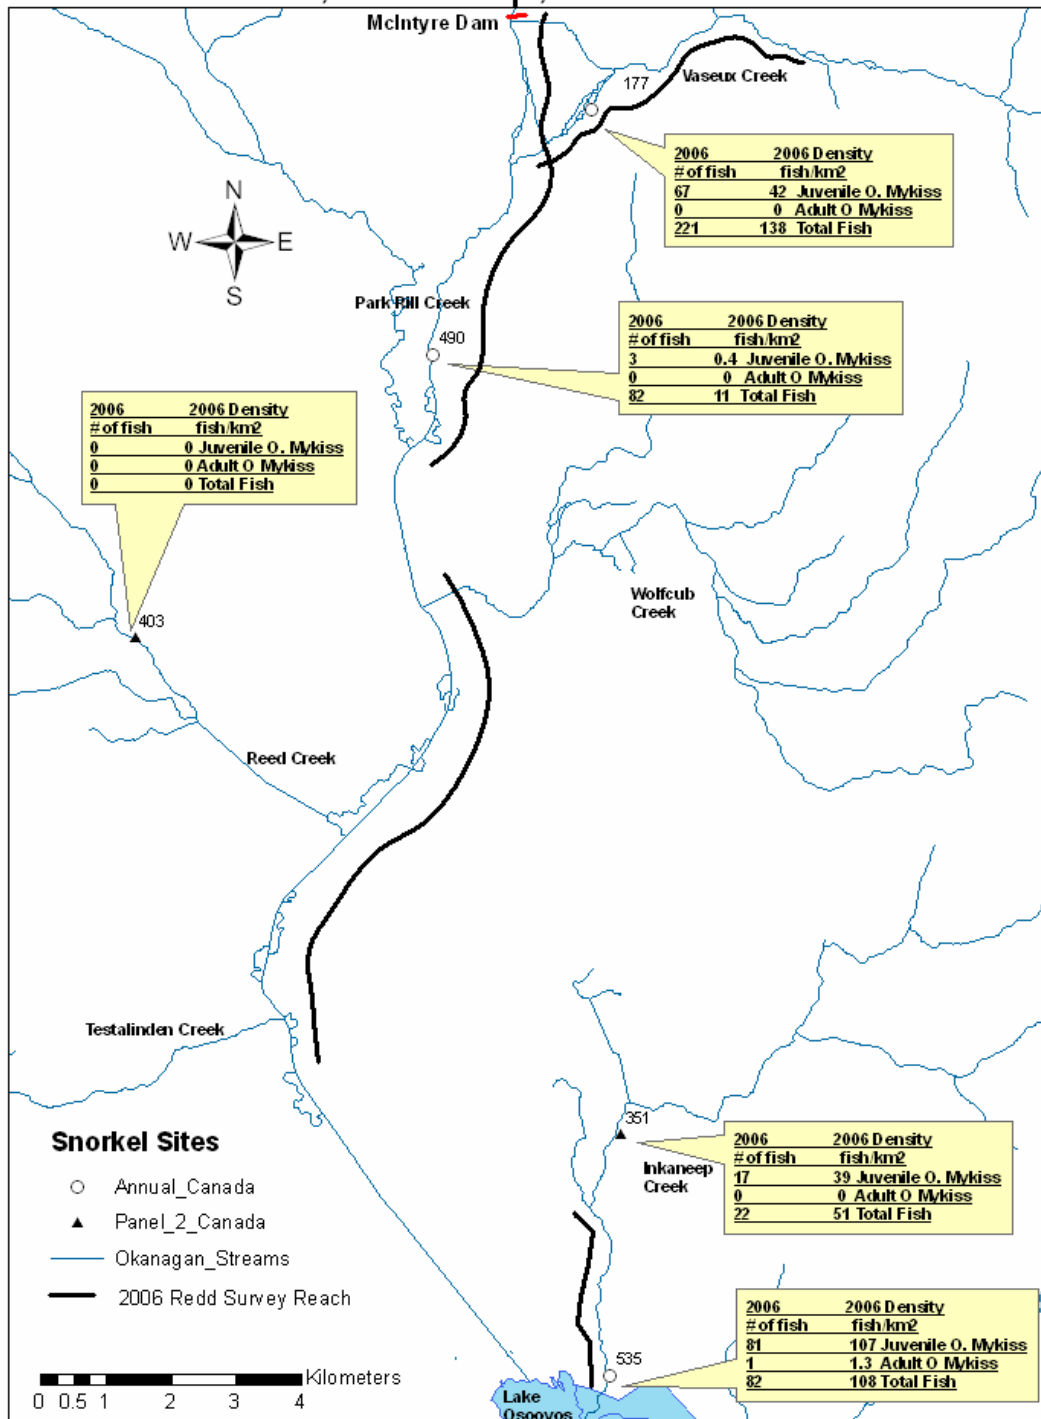 McIntyre Dam
Vaseux Creek
177
2006 2006 Density
# of fish fish/km2
67 42 Juvenile O. Mykiss
0 0 Adult O Mykiss
221 138 Total Fish
N
W E
S
Park Rill Creek
490
2006 2006 Density
# of fish fish/km2
3 0.4 Juvenile O. Mykiss
0 0 Adult O Mykiss
82 11 Total Fish
2006 2006 Density
# of fish fish/km2
0 0 Juvenile O. Mykiss
0 0 Adult O Mykiss
0 0 Total Fish
403
Wolfcub
Creek
Reed Creek
Testalinden Creek
351
Inkaneep
Creek
2006 2006 Density
# of fish fish/km2
17 39 Juvenile O. Mykiss
0 0 Adult O Mykiss
22 51 Total Fish
Snorkel Sites
Annual_Canada
Panel_2_Canada
Okanagan_Streams
2006 Redd Survey Reach
2006 2006 Density
# of fish fish/km2
81 107 Juvenile O. Mykiss
1 1.3 Adult O Mykiss
82 108 Total Fish
535
Kilometers
0 0.5 1 2 3 4
Lake
Osoyoos